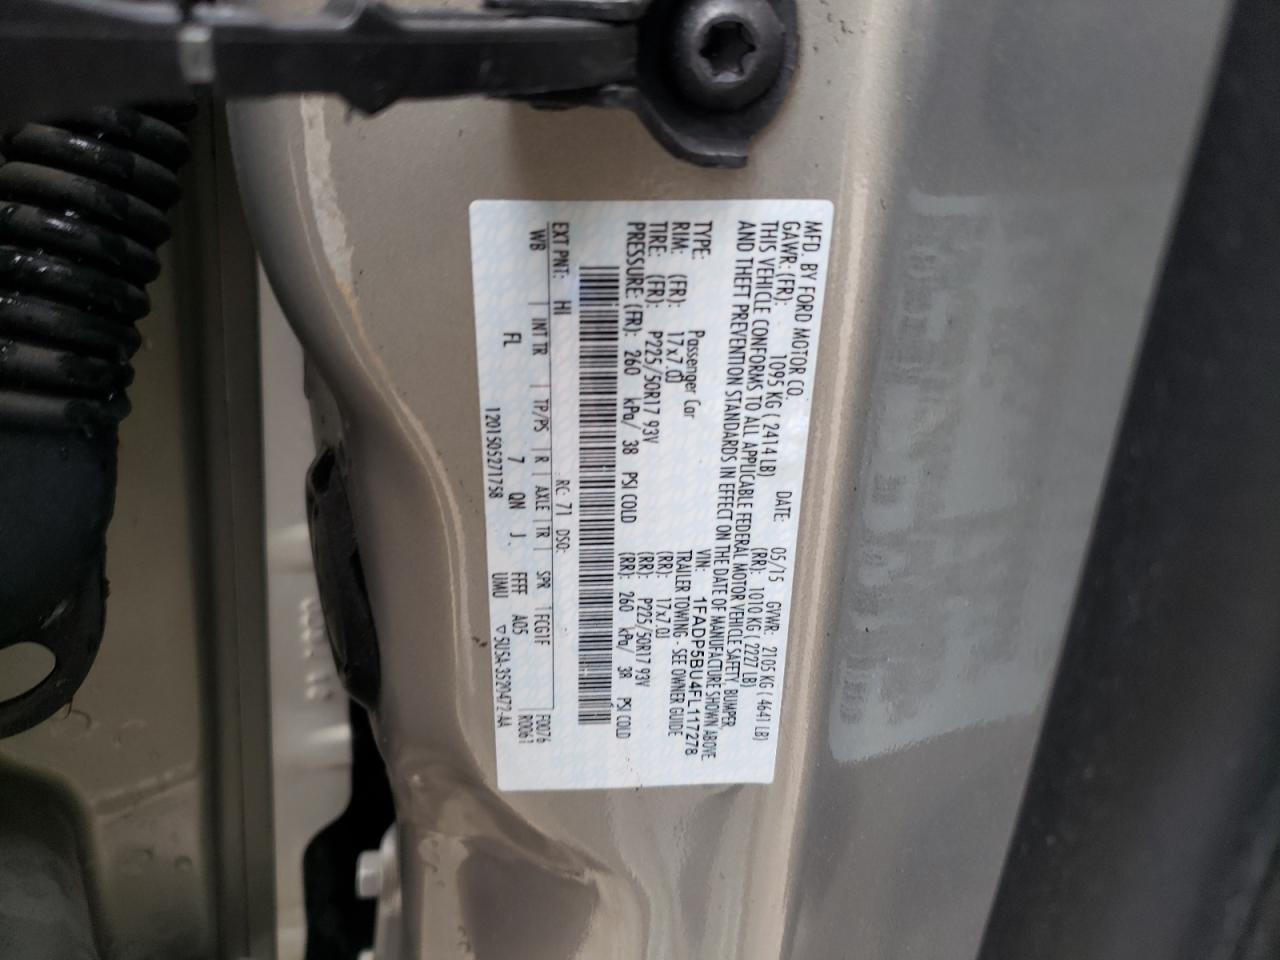 MFD. BY FORD MOTOR CO.
DATE: 05/15 GVWR: 2105 KG ( 4641 LB)
GAWR: (FR): 1095 KG ( 2414 LB) (RR): 1010 KG ( 2227 LB)
THIS VEHICLE CONFORMS TO ALL APPLICABLE FEDERAL MOTOR VEHICLE SAFETY, BUMPER
AND THEFT PREVENTION STANDARDS IN EFFECT ON THE DATE OF MANUFACTURE SHOWN ABOVE
VIN: 1FADP5BU4FL117278
TYPE: Passenger Car TRAILER TOWING - SEE OWNER GUIDE
RIM: (FR): 17x7.0J (RR): 17x7.0J
TIRE: (FR): P225/50R17 93V (RR): P225/50R17 93V
PRESSURE: (FR): 260 kPa/ 38 PSI COLD (RR): 260 kPa/ 38 PSI COLD
EXT PNT: HI RC: 71 DSO: F0076
WB | INT TR | TP/PS | R | AXLE | TR | SPR 1FCG1F R0061
FL 7 QN J. FFFF A05
1201505271758 UMU ▽ 5U5A-3520472-AA